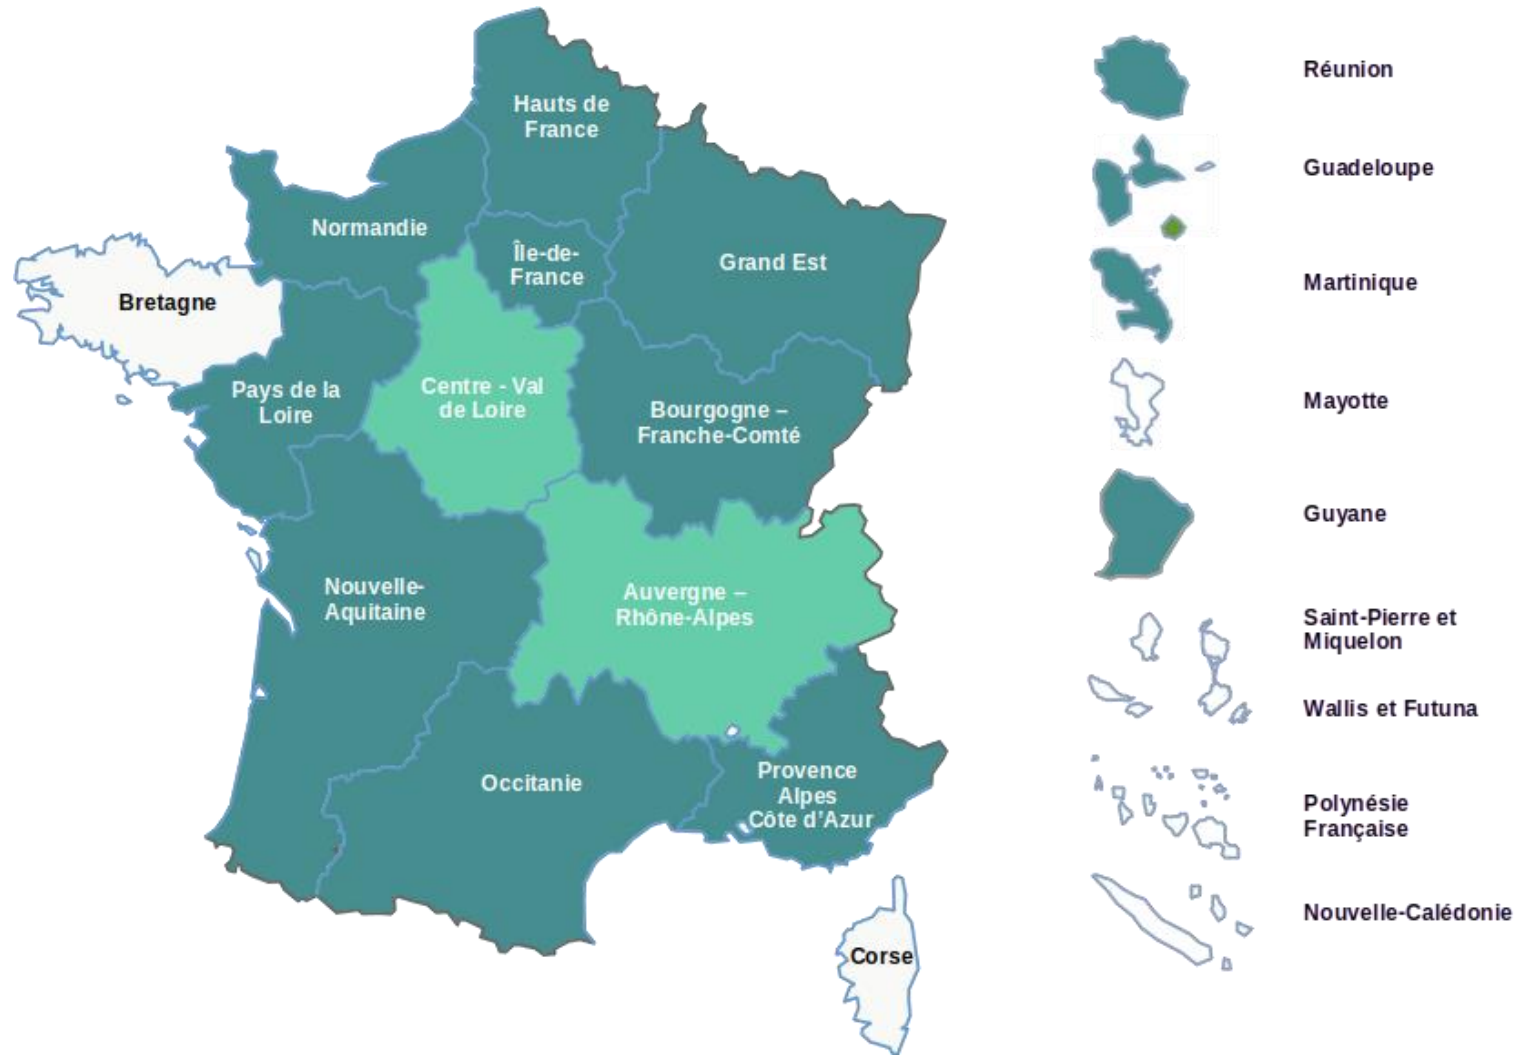 Hauts de
France
Normandie
Île-de-
France
Grand Est
Bretagne
Pays de la
Loire
Centre - Val
de Loire
Bourgogne –
Franche-Comté
Nouvelle-
Aquitaine
Auvergne –
Rhône-Alpes
Occitanie
Provence
Alpes
Côte d'Azur
Corse
Réunion
Guadeloupe
Martinique
Mayotte
Guyane
Saint-Pierre et
Miquelon
Wallis et Futuna
Polynésie
Française
Nouvelle-Calédonie